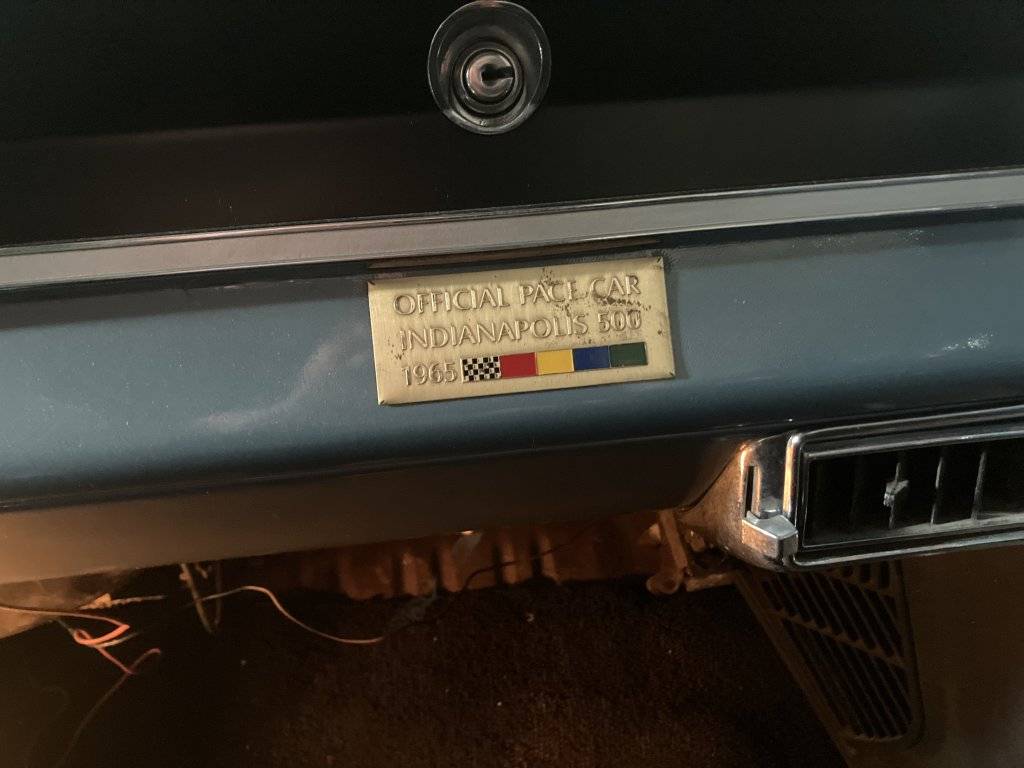 OFFICIAL PACE CAR
INDIANAPOLIS 500
1965